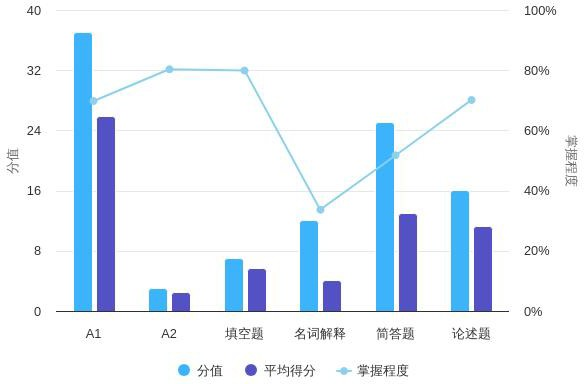 40
32
24
16
8
0
分值
100%
80%
60%
40%
20%
0%
掌握程度
A1
A2
填空题
名词解释
简答题
论述题
分值
平均得分
掌握程度